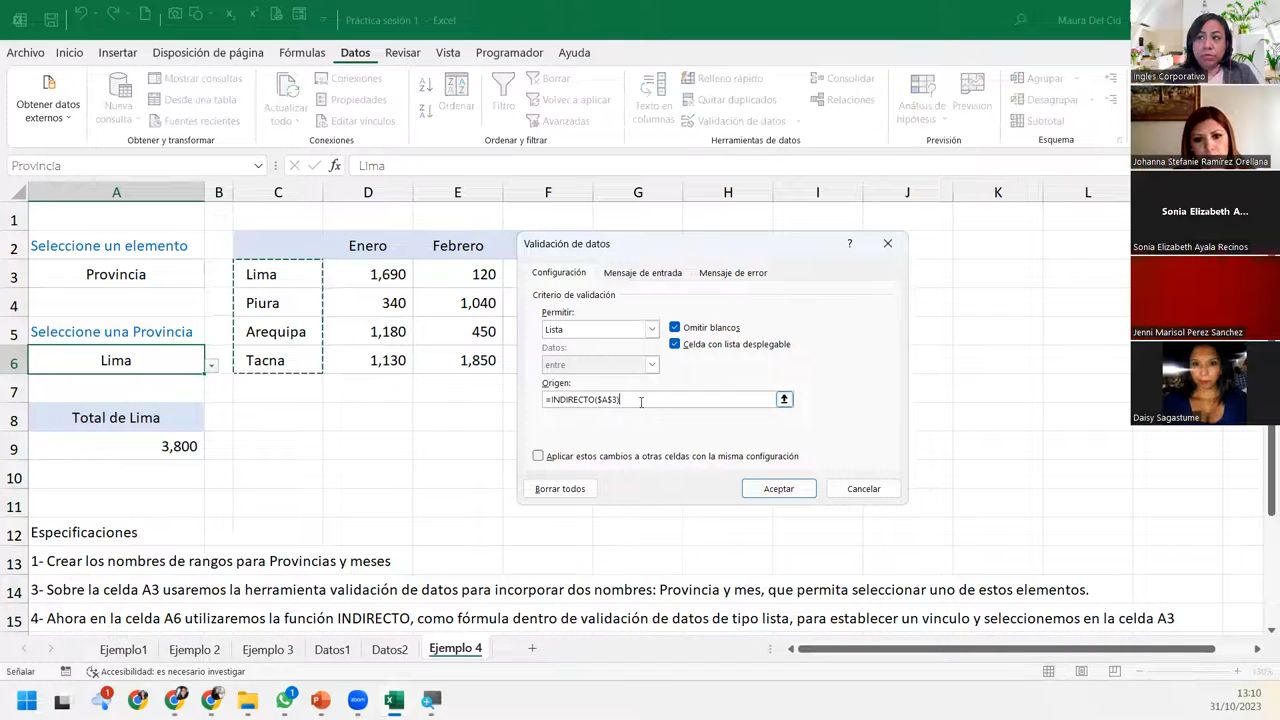 Práctica sesión 1 - Excel
Maura Del Cid
Archivo Inicio Insertar Disposición de página Fórmulas Datos Revisar Vista Programador Ayuda
Obtener datos externos
Nueva consulta
Mostrar consultas
Desde una tabla
Fuentes recientes
Obtener y transformar
Actualizar todo
Conexiones
Propiedades
Editar vínculos
Conexiones
Ordenar
Filtro
Borrar
Volver a aplicar
Avanzadas
Ordenar y filtrar
Texto en columnas
Relleno rápido
Quitar duplicados
Validación de datos
Consolidar
Relaciones
Herramientas de datos
Análisis de hipótesis
Previsión
Previsión
Agrupar
Desagrupar
Subtotal
Esquema
Provincia
fx
LIma
A B C D E F G H I J K L
1
2 Seleccione un elemento Enero Febrero
3 Provincia Lima 1,690 120
4 Piura 340 1,040
5 Seleccione una Provincia Arequipa 1,180 450
6 Lima Tacna 1,130 1,850
7
8 Total de Lima
9 3,800
10
11
12 Especificaciones
13 1- Crear los nombres de rangos para Provincias y meses
14 3- Sobre la celda A3 usaremos la herramienta validación de datos para incorporar dos nombres: Provincia y mes, que permita seleccionar uno de estos elementos.
15 4- Ahora en la celda A6 utilizaremos la función INDIRECTO, como fórmula dentro de validación de datos de tipo lista, para establecer un vinculo y seleccionemos en la celda A3
Validación de datos ?
Configuración Mensaje de entrada Mensaje de error
Criterio de validación
Permitir:
Lista
Omitir blancos
Celda con lista desplegable
Datos:
entre
Origen:
=INDIRECTO($A$3)
Aplicar estos cambios a otras celdas con la misma configuración
Borrar todos Aceptar Cancelar
Ejemplo1 Ejemplo 2 Ejemplo 3 Datos1 Datos2 Ejemplo 4
Señalar
Accesibilidad: es necesario investigar
130%
13:10
31/10/2023
Ingles Corporativo
Johanna Stefanie Ramírez Orellana
Sonia Elizabeth A...
Sonia Elizabeth Ayala Recinos
Jenni Marisol Perez Sanchez
Daisy Sagastume